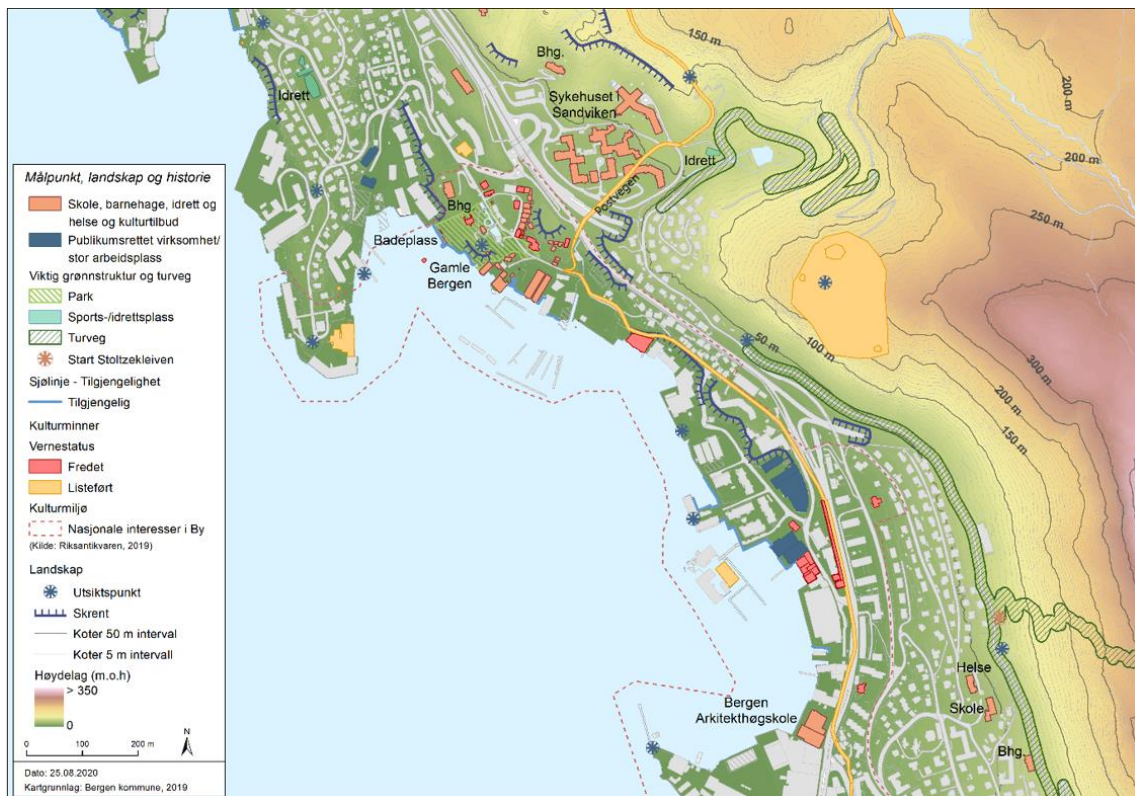 150 m
200 m
Bhg.
Sykehuset i
Sandviken
Idrett
Idrett
200 m
Postvegen
250 m
Bhg
Badeplass
Gamle
Bergen
50 m
100 m
300 m
200 m
150 m
Helse
Skole
Bergen
Arkitekthøgskole
Bhg
Målpunkt, landskap og historie
Skole, barnehage, idrett og
helse og kulturtilbud
Publikumsrettet virksomhet/
stor arbeidsplass
Viktig grønnstruktur og turveg
Park
Sports-/idrettsplass
Turveg
Start Stoltzekleiven
Sjølinje - Tilgjengelighet
Tilgjengelig
Kulturminner
Vernestatus
Fredet
Listeført
Kulturmiljø
Nasjonale interesser i By
(Kilde: Riksantikvaren, 2019)
Landskap
Utsiktspunkt
Skrent
Koter 50 m interval
Koter 5 m intervall
Høydelag (m.o.h)
> 350
0
N
0 100 200 m
Dato: 25.08.2020
Kartgrunnlag: Bergen kommune, 2019